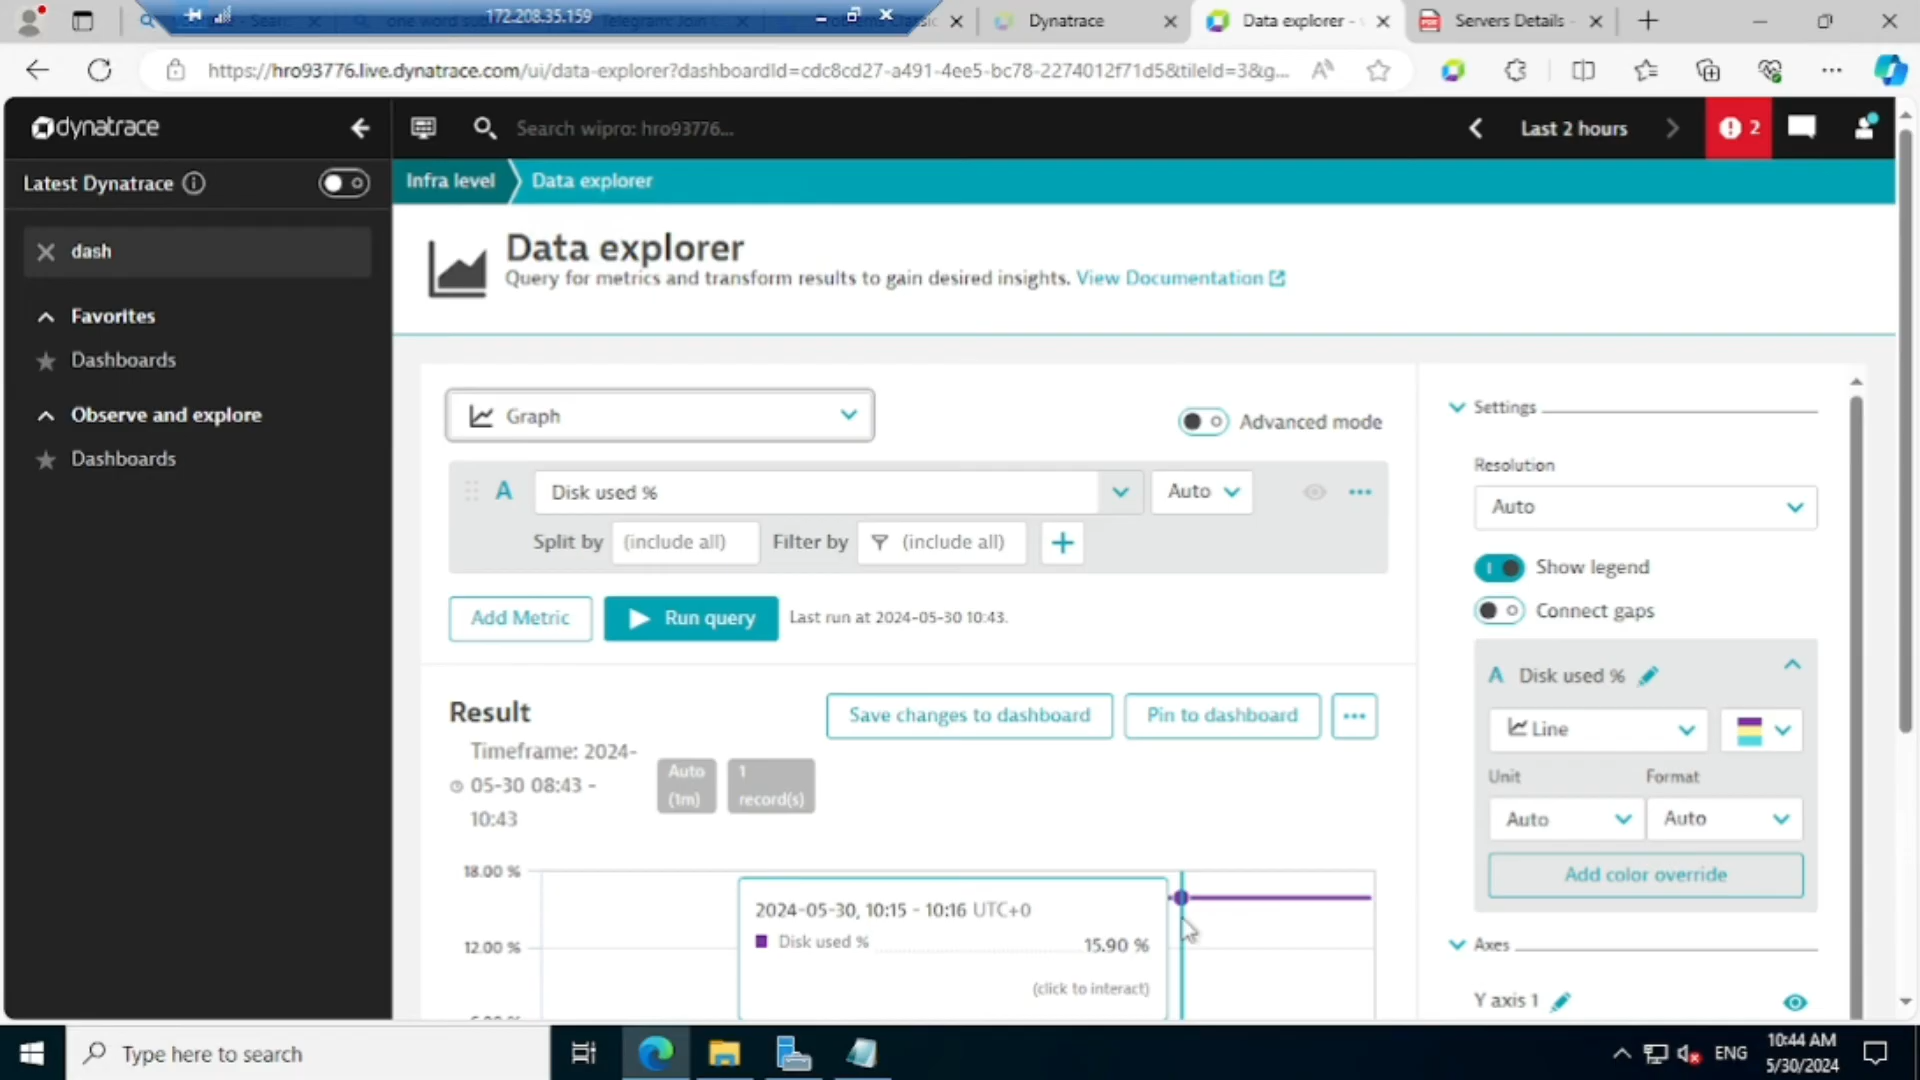 172.208.35.159
Dynatrace
Data explorer -
Servers Details -
https://hro93776.live.dynatrace.com/ui/data-explorer?dashboardId=cdc8cd27-a491-4ee5-bc78-2274012f71d5&tileId=3&g...
dynatrace
Search wipro: hro93776...
Last 2 hours
2
Latest Dynatrace
Infra level
Data explorer
dash
Data explorer
Query for metrics and transform results to gain desired insights. View Documentation
Favorites
Dashboards
Observe and explore
Dashboards
Graph
Advanced mode
A
Disk used %
Auto
Split by
(include all)
Filter by
(include all)
Add Metric
Run query
Last run at 2024-05-30 10:43.
Result
Save changes to dashboard
Pin to dashboard
Timeframe: 2024-
05-30 08:43 -
10:43
Auto
(1m)
1
record(s)
18.00 %
12.00 %
2024-05-30, 10:15 - 10:16 UTC+0
Disk used %
15.90 %
(click to interact)
Settings
Resolution
Auto
Show legend
Connect gaps
A Disk used %
Line
Unit
Format
Auto
Auto
Add color override
Axes
Y axis 1
Type here to search
ENG
10:44 AM
5/30/2024